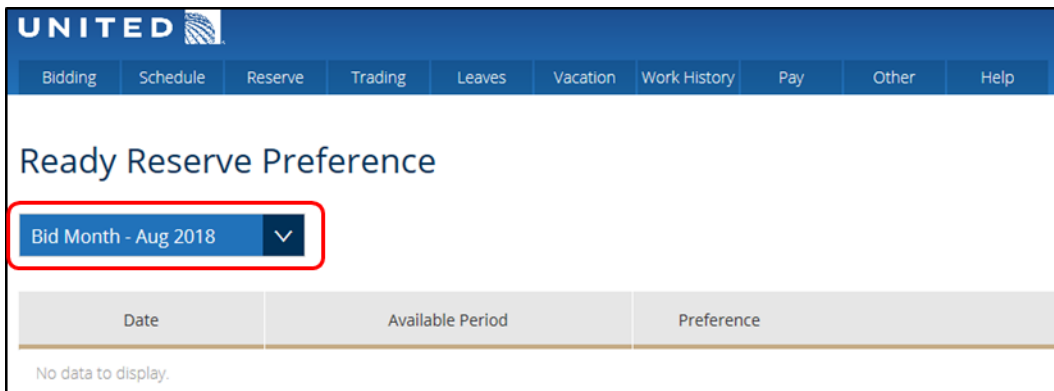 UNITED
Bidding Schedule Reserve Trading Leaves Vacation Work History Pay Other Help
Ready Reserve Preference
Bid Month - Aug 2018
Date Available Period Preference
No data to display.